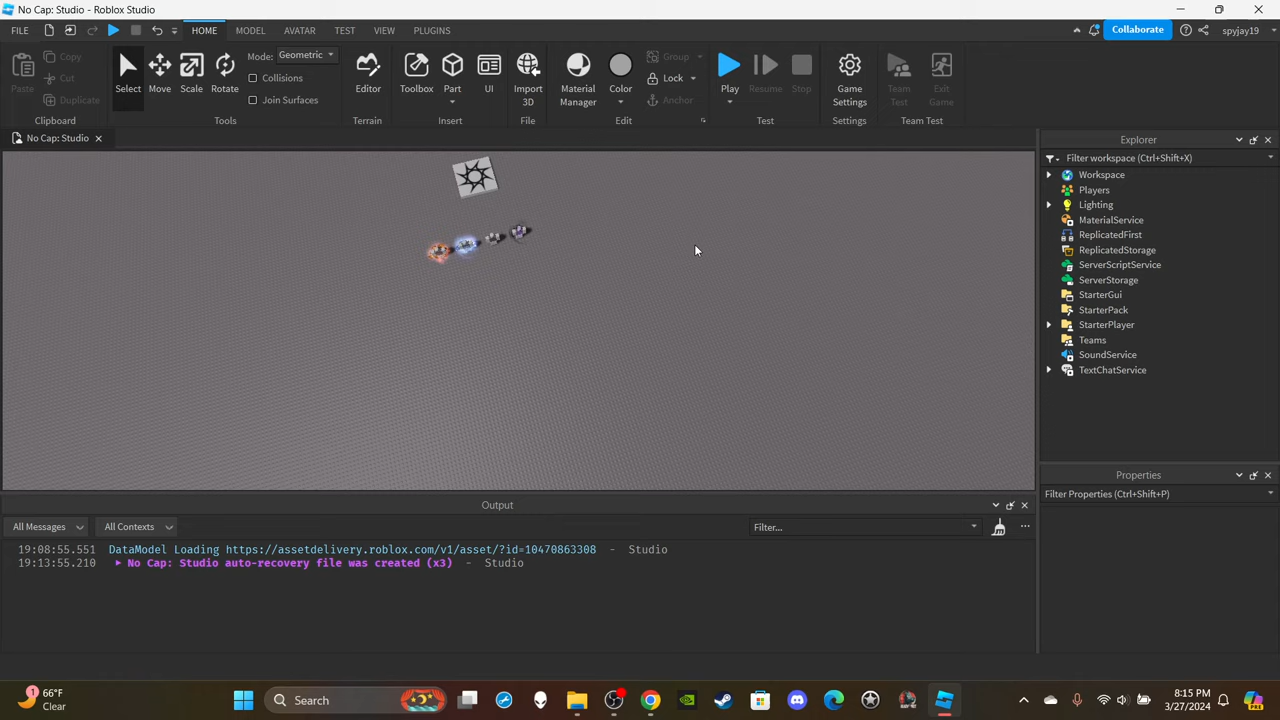 No Cap: Studio - Roblox Studio
FILE HOME MODEL AVATAR TEST VIEW PLUGINS Collaborate spyjay19
Paste Copy Cut Duplicate Clipboard
Select Move Scale Rotate Mode: Geometric Collisions Join Surfaces Tools
Editor Terrain
Toolbox Part UI Insert
Import 3D File
Material Manager Color Group Lock Anchor Edit
Play Resume Stop Test
Game Settings Settings
Team Test Exit Game Team Test
No Cap: Studio
Explorer
Filter workspace (Ctrl+Shift+X)
Workspace
Players
Lighting
MaterialService
ReplicatedFirst
ReplicatedStorage
ServerScriptService
ServerStorage
StarterGui
StarterPack
StarterPlayer
Teams
SoundService
TextChatService
Properties
Filter Properties (Ctrl+Shift+P)
Output
All Messages All Contexts Filter...
19:08:55.551 DataModel Loading https://assetdelivery.roblox.com/v1/asset/?id=10470863308 - Studio
19:13:55.210 No Cap: Studio auto-recovery file was created (x3) - Studio
1
66°F
Clear
Search
8:15 PM
3/27/2024